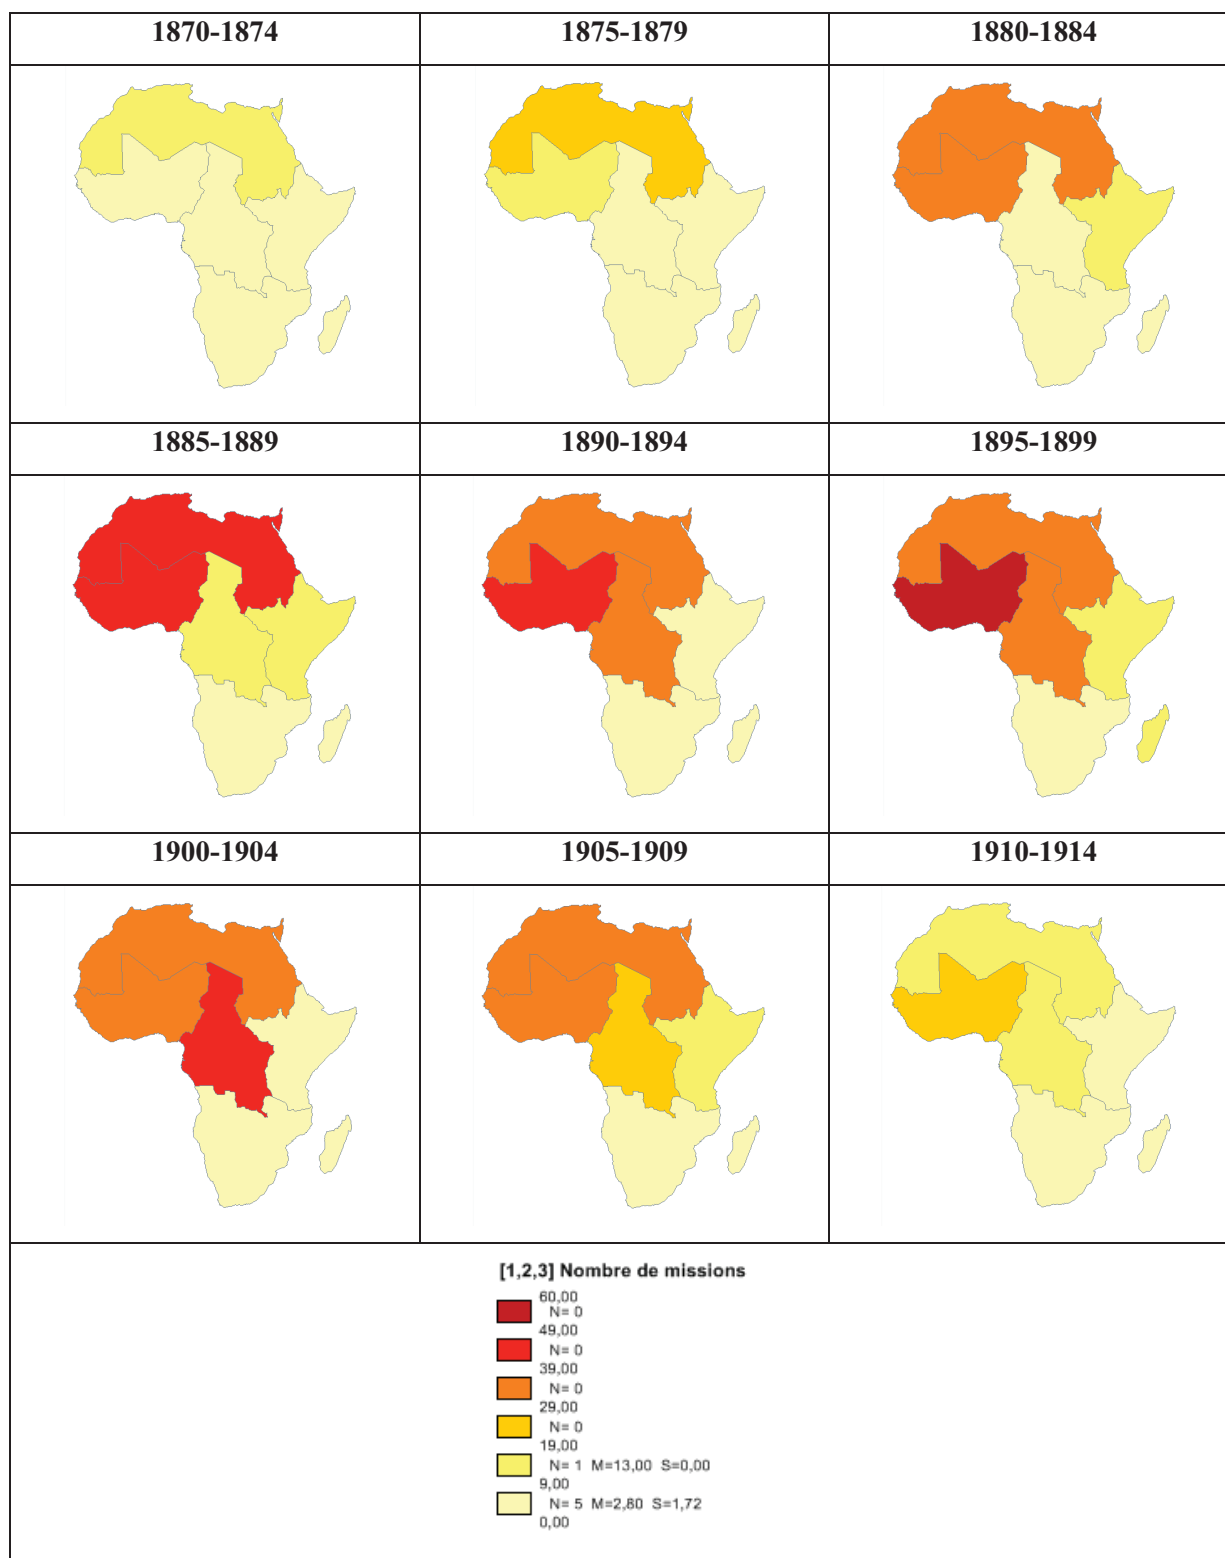 1870-1874
1875-1879
1880-1884
1885-1889
1890-1894
1895-1899
1900-1904
1905-1909
1910-1914
[1,2,3] Nombre de missions
60,00
N= 0
49,00
N= 0
39,00
N= 0
29,00
N= 0
19,00
N= 1 M=13,00 S=0,00
9,00
N= 5 M=2,80 S=1,72
0,00